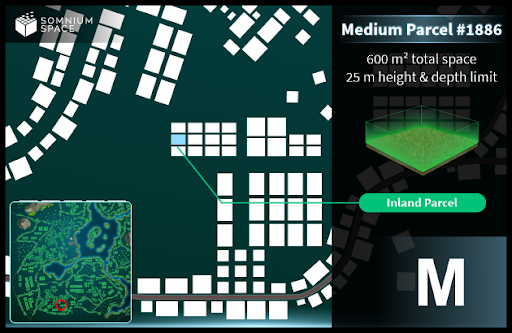 SOMNIUM
SPACE
Medium Parcel #1886
600 m² total space
25 m height & depth limit
Inland Parcel
M